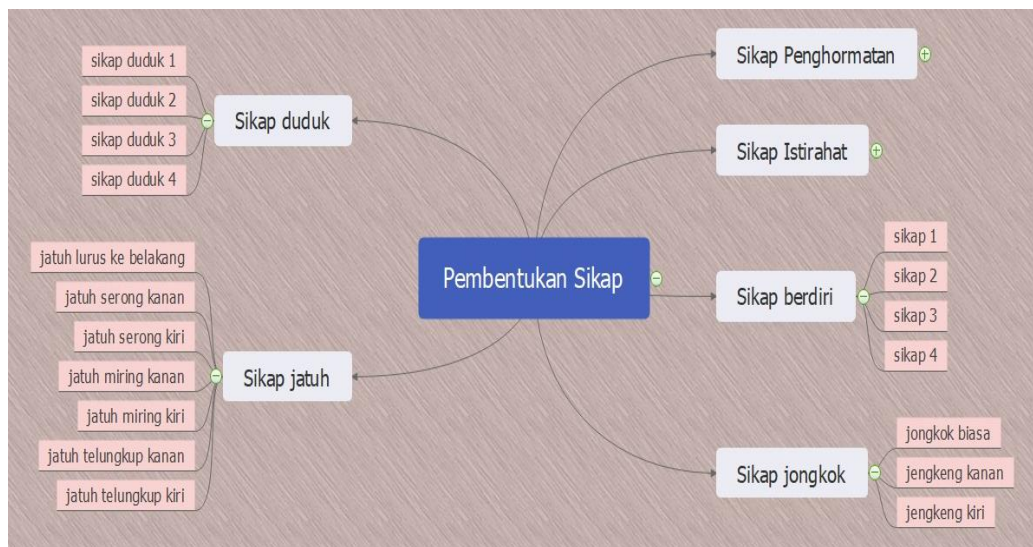 Pembentukan Sikap
Sikap Penghormatan
Sikap Istirahat
Sikap berdiri
sikap 1
sikap 2
sikap 3
sikap 4
Sikap jongkok
jongkok biasa
jengkeng kanan
jengkeng kiri
Sikap duduk
sikap duduk 1
sikap duduk 2
sikap duduk 3
sikap duduk 4
Sikap jatuh
jatuh lurus ke belakang
jatuh serong kanan
jatuh serong kiri
jatuh miring kanan
jatuh miring kiri
jatuh telungkup kanan
jatuh telungkup kiri